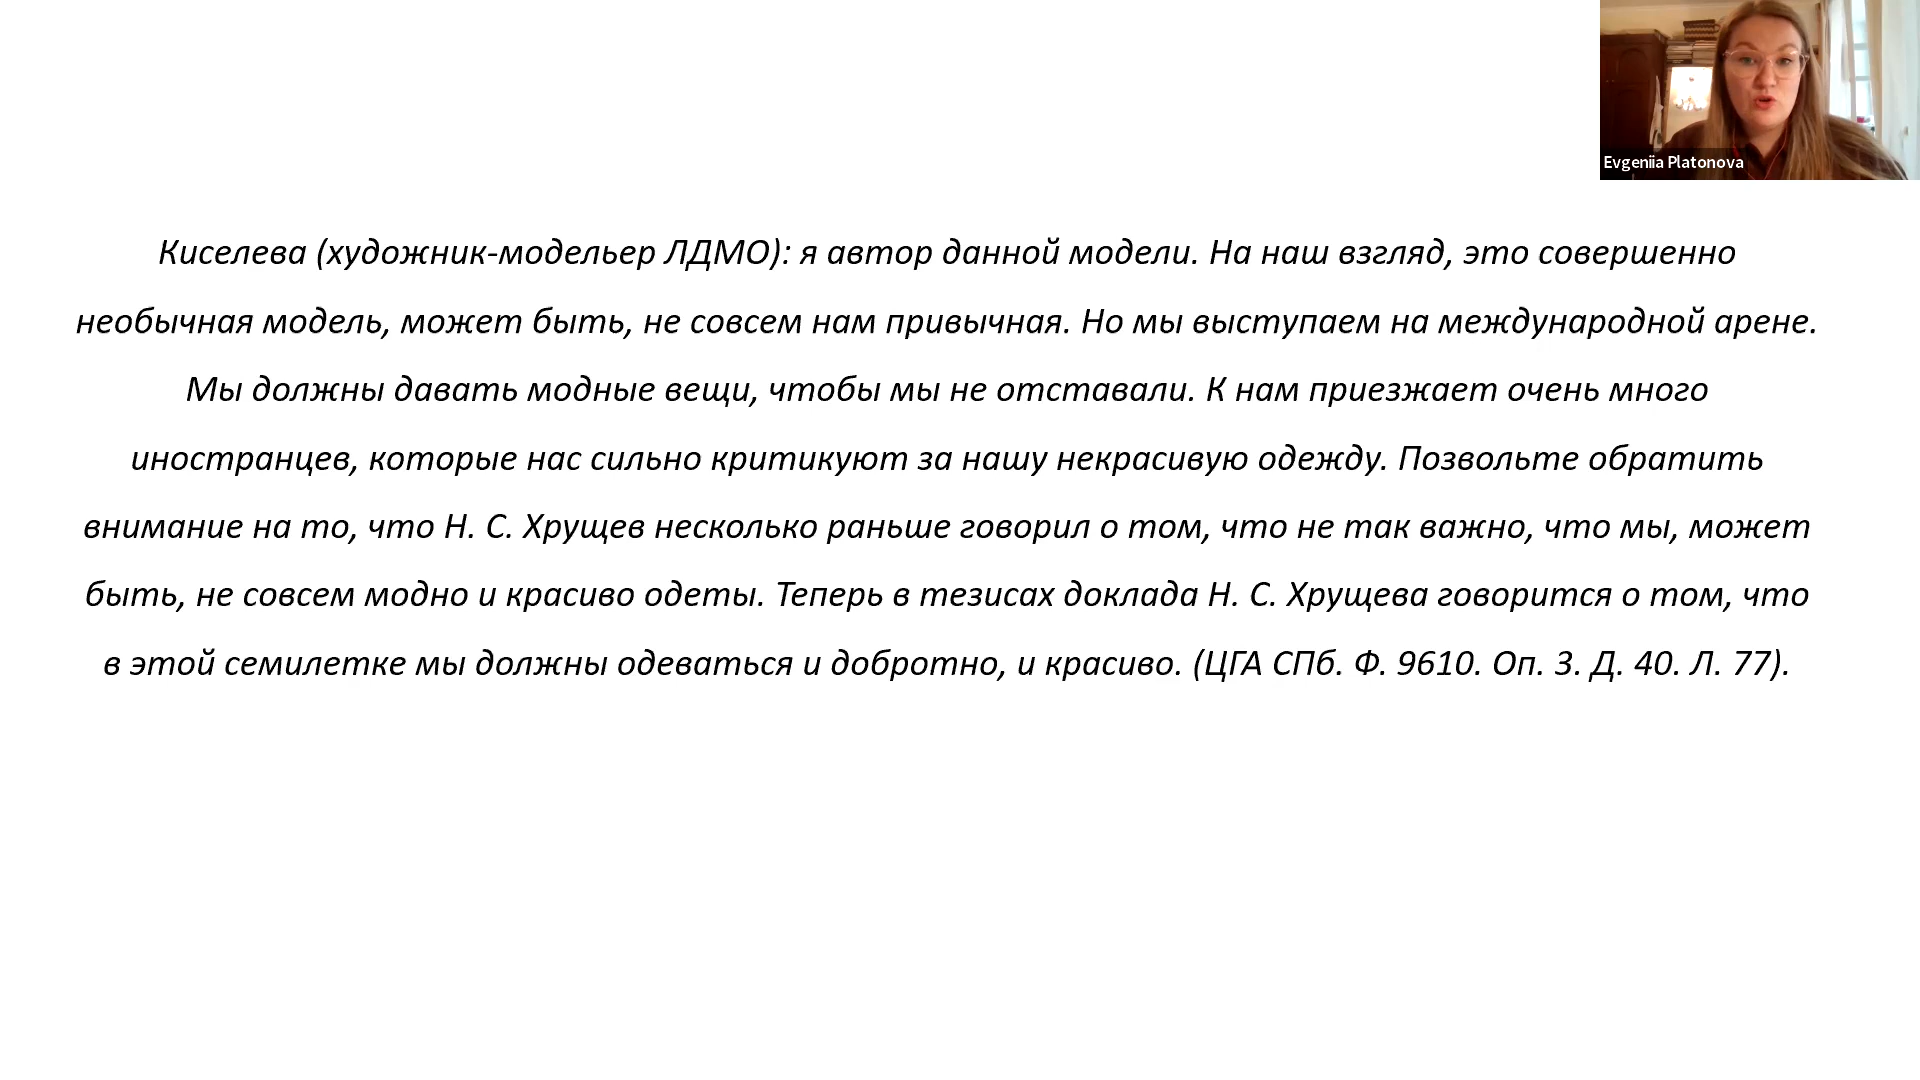 Evgeniia Platonova
Киселева (художник-модельер ЛДМО): я автор данной модели. На наш взгляд, это совершенно
необычная модель, может быть, не совсем нам привычная. Но мы выступаем на международной арене.
Мы должны давать модные вещи, чтобы мы не отставали. К нам приезжает очень много
иностранцев, которые нас сильно критикуют за нашу некрасивую одежду. Позвольте обратить
внимание на то, что Н. С. Хрущев несколько раньше говорил о том, что не так важно, что мы, может
быть, не совсем модно и красиво одеты. Теперь в тезисах доклада Н. С. Хрущева говорится о том, что
в этой семилетке мы должны одеваться и добротно, и красиво. (ЦГА СПб. Ф. 9610. Оп. 3. Д. 40. Л. 77).